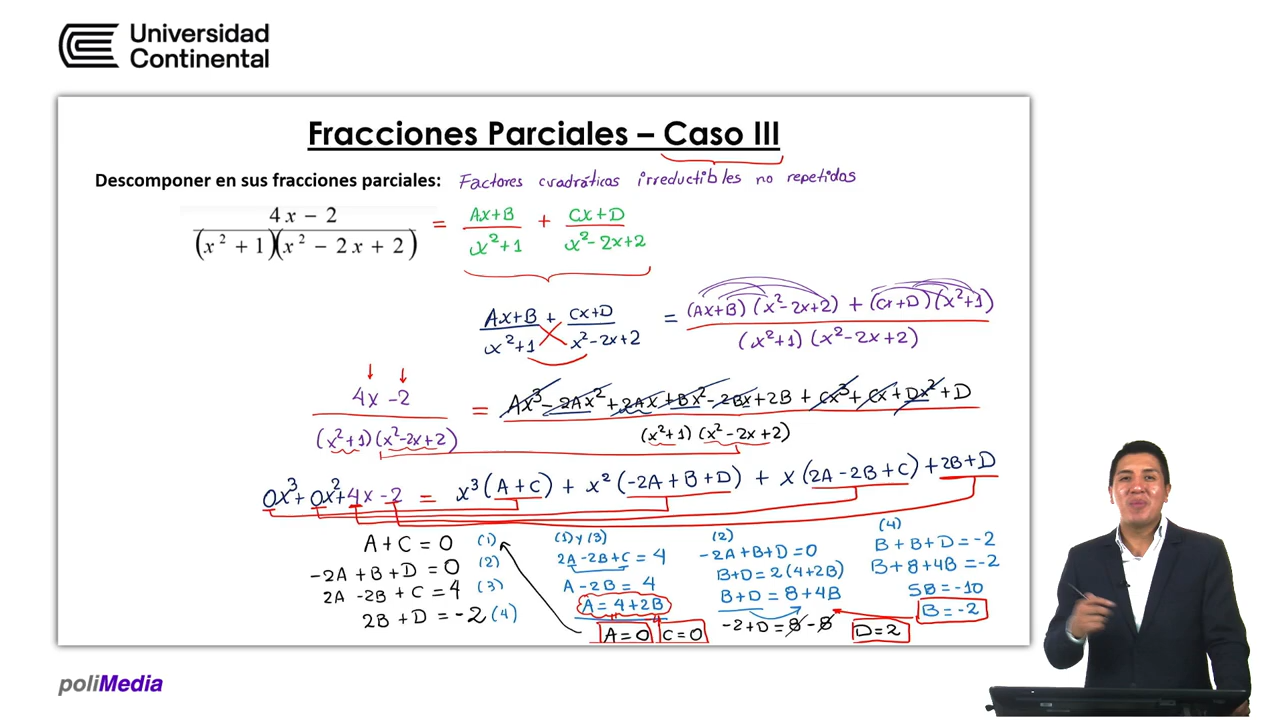 Universidad
Continental
Fracciones Parciales – Caso III
Descomponer en sus fracciones parciales: Factores cuadráticas irreductibles no repetidas
4x − 2 / (x² + 1)(x² − 2x + 2) = Ax+B / x²+1 + Cx+D / x²-2x+2
Ax+B / x²+1 + Cx+D / x²-2x+2 = (Ax+B)(x²-2x+2) + (Cx+D)(x²+1) / (x²+1)(x²-2x+2)
4x -2 / (x²+1)(x²-2x+2) = Ax³ - 2Ax² + 2Ax + Bx² - 2Bx + 2B + Cx³ + Cx + Dx² + D / (x²+1)(x²-2x+2)
0x³+0x²+4x-2 = x³(A+C) + x²(-2A+B+D) + x(2A-2B+C) + 2B+D
A+C=0 (1)
-2A+B+D=0 (2)
2A-2B+C=4 (3)
2B+D=-2 (4)
(1) y (3)
2A-2B+C=4
A-2B=4
A=4+2B
A=0 C=0
(2)
-2A+B+D=0
B+D=2(4+2B)
B+D=8+4B
-2+D=8-8 D=2
(4)
B+B+D=-2
B+8+4B=-2
5B=-10
B=-2
poliMedia